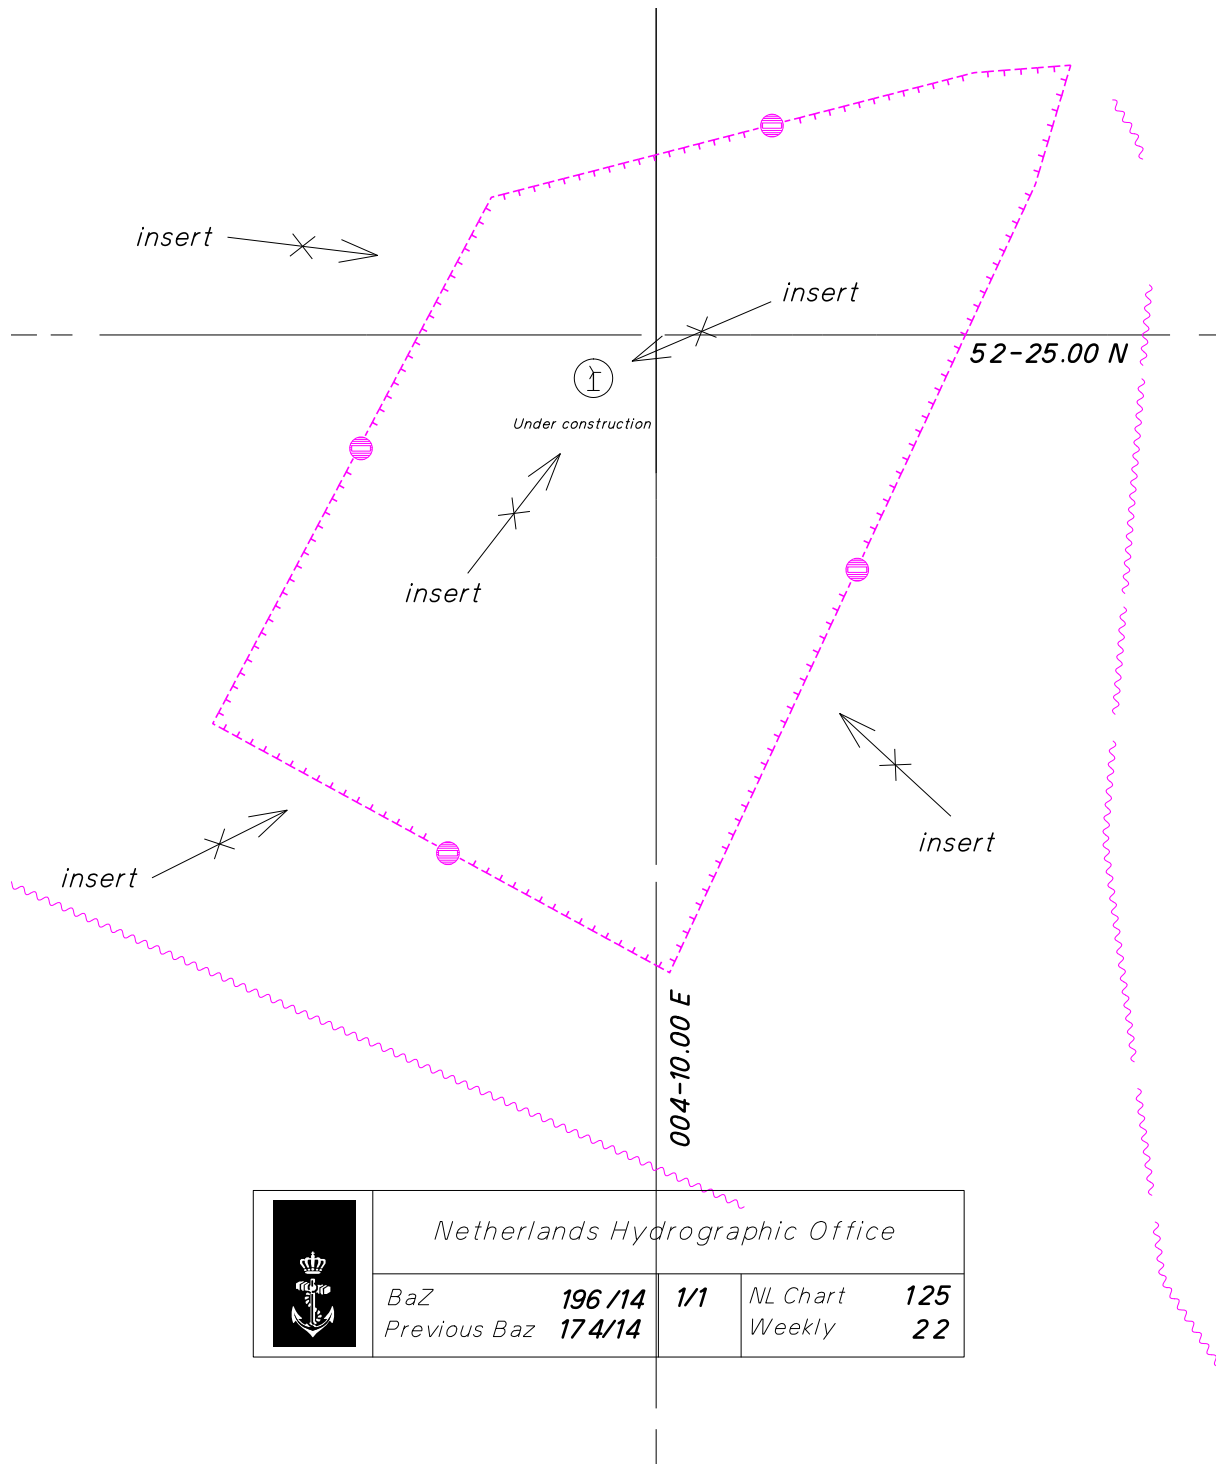 insert
insert
52-25.00 N
Under construction
insert
insert
insert
004-10.00 E
Netherlands Hydrographic Office
BaZ 196/14 1/1 NL Chart 125
Previous Baz 174/14 Weekly 22